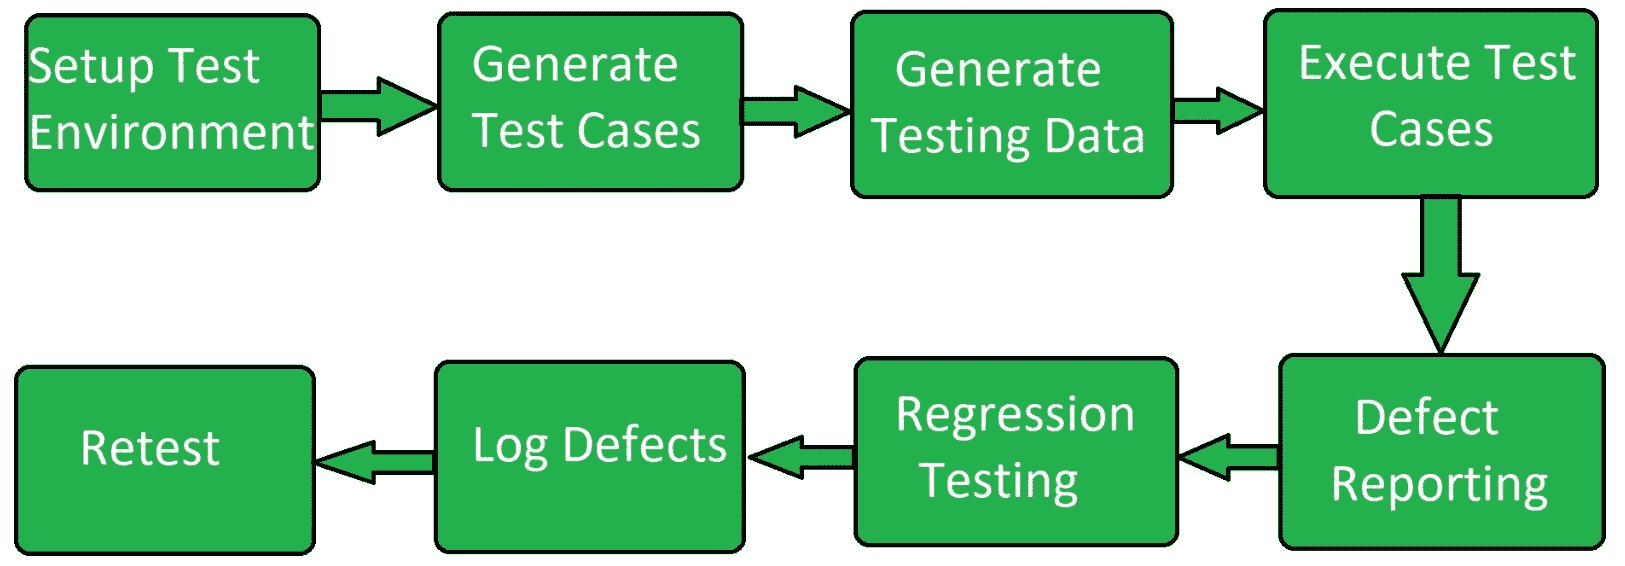 Setup Test
Environment
Generate
Test Cases
Generate
Testing Data
Execute Test
Cases
Defect
Reporting
Regression
Testing
Log Defects
Retest